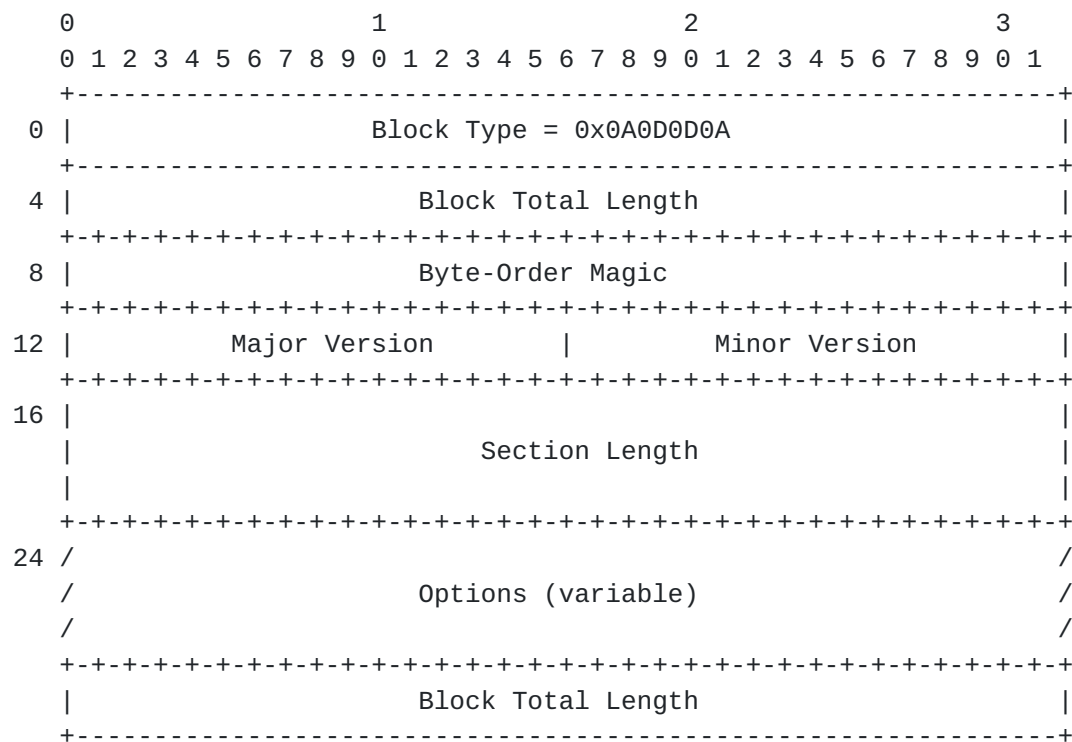 0                   1                   2                   3
    0 1 2 3 4 5 6 7 8 9 0 1 2 3 4 5 6 7 8 9 0 1 2 3 4 5 6 7 8 9 0 1
    +---------------------------------------------------------------+
  0 |                   Block Type = 0x0A0D0D0A                     |
    +---------------------------------------------------------------+
  4 |                      Block Total Length                       |
    +-+-+-+-+-+-+-+-+-+-+-+-+-+-+-+-+-+-+-+-+-+-+-+-+-+-+-+-+-+-+-+-+
  8 |                      Byte-Order Magic                         |
    +-+-+-+-+-+-+-+-+-+-+-+-+-+-+-+-+-+-+-+-+-+-+-+-+-+-+-+-+-+-+-+-+
 12 |          Major Version        |         Minor Version         |
    +-+-+-+-+-+-+-+-+-+-+-+-+-+-+-+-+-+-+-+-+-+-+-+-+-+-+-+-+-+-+-+-+
 16 |                                                               |
    |                          Section Length                       |
    |                                                               |
    +-+-+-+-+-+-+-+-+-+-+-+-+-+-+-+-+-+-+-+-+-+-+-+-+-+-+-+-+-+-+-+-+
 24 /                                                               /
    /                      Options (variable)                       /
    /                                                               /
    +-+-+-+-+-+-+-+-+-+-+-+-+-+-+-+-+-+-+-+-+-+-+-+-+-+-+-+-+-+-+-+-+
    |                      Block Total Length                       |
    +---------------------------------------------------------------+